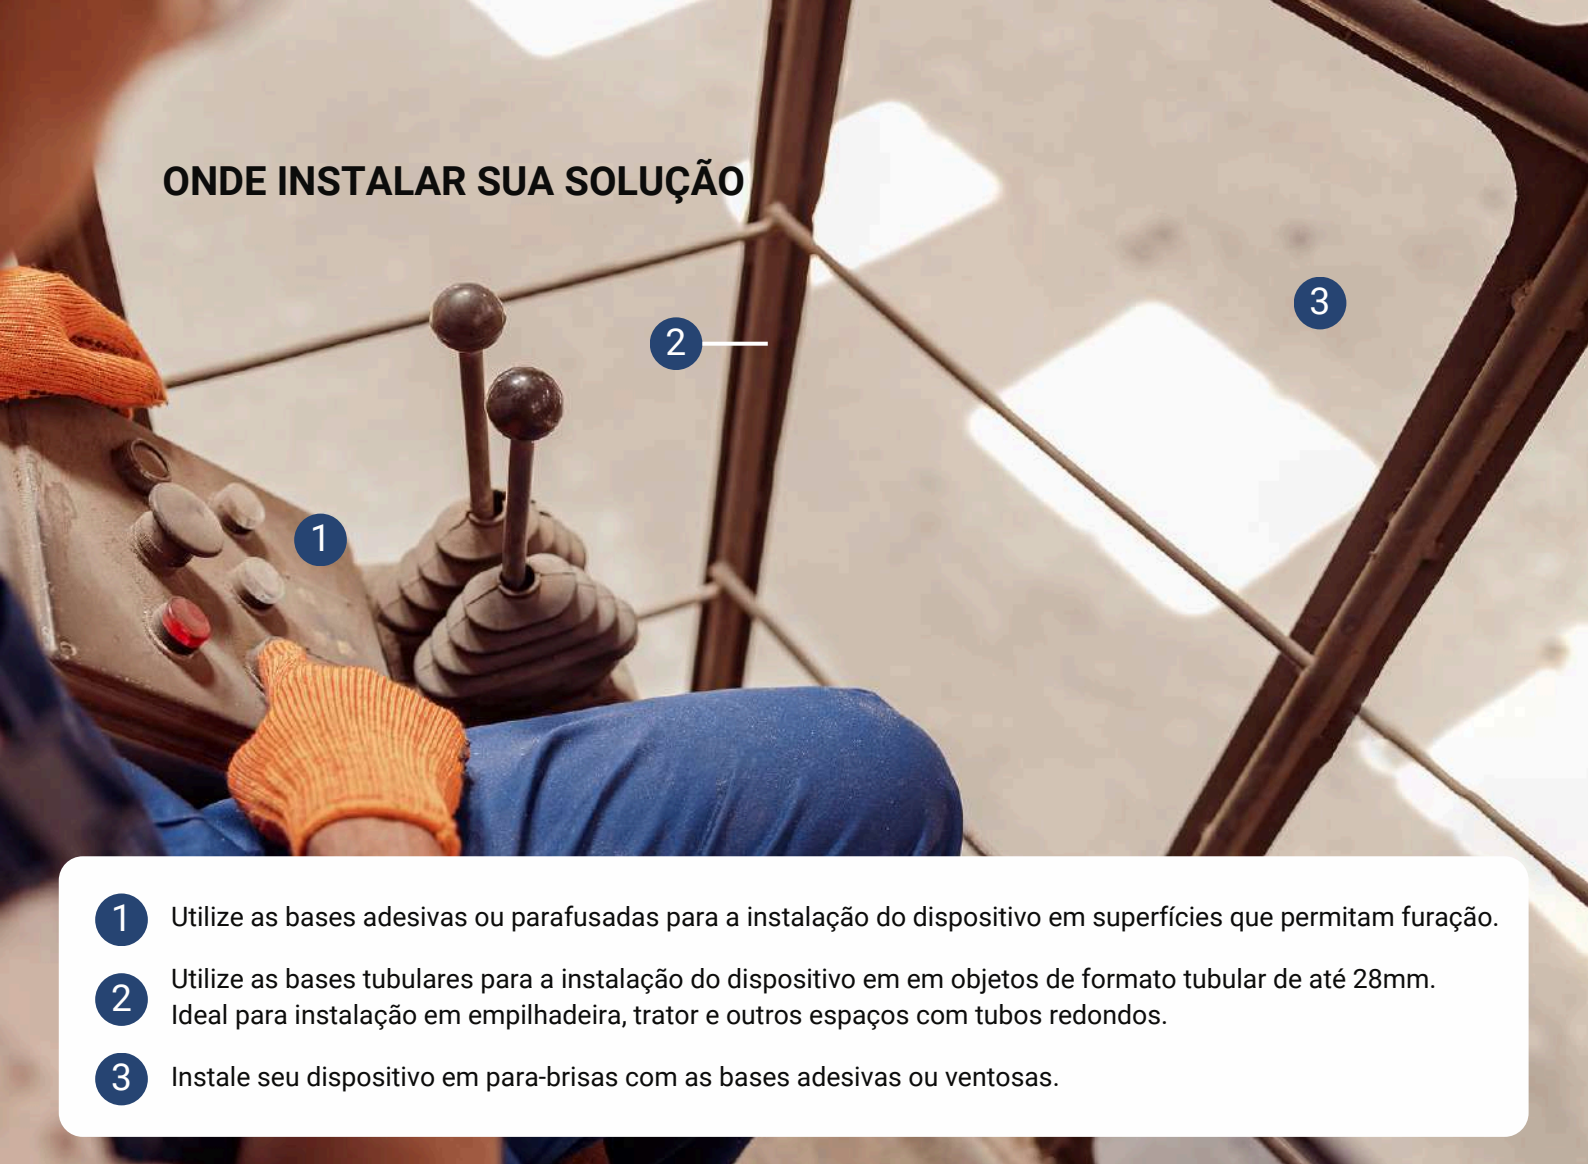 ONDE INSTALAR SUA SOLUÇÃO
3
2
1
1 Utilize as bases adesivas ou parafusadas para a instalação do dispositivo em superfícies que permitam furação.
2 Utilize as bases tubulares para a instalação do dispositivo em em objetos de formato tubular de até 28mm.
Ideal para instalação em empilhadeira, trator e outros espaços com tubos redondos.
3 Instale seu dispositivo em para-brisas com as bases adesivas ou ventosas.